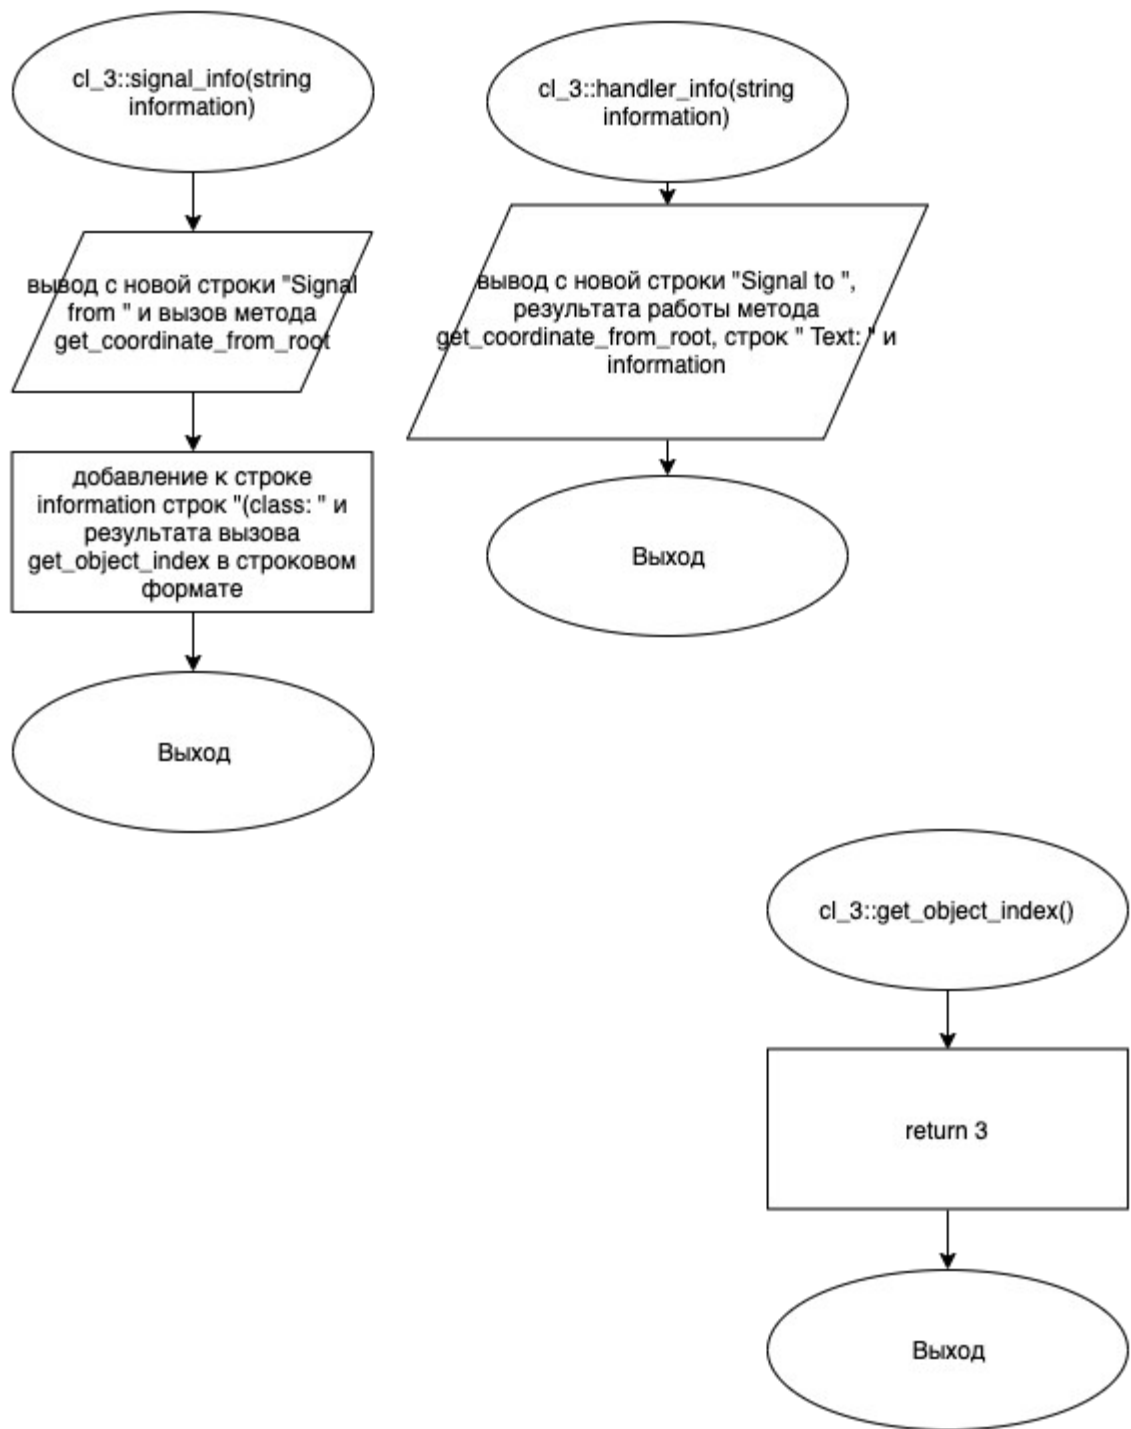 cl_3::signal_info(string
information)
вывод с новой строки "Signal
from " и вызов метода
get_coordinate_from_root
добавление к строке
information строк "(class: " и
результата вызова
get_object_index в строковом
формате
Выход
cl_3::handler_info(string
information)
вывод с новой строки "Signal to ",
результата работы метода
get_coordinate_from_root, строк " Text: " и
information
Выход
cl_3::get_object_index()
return 3
Выход